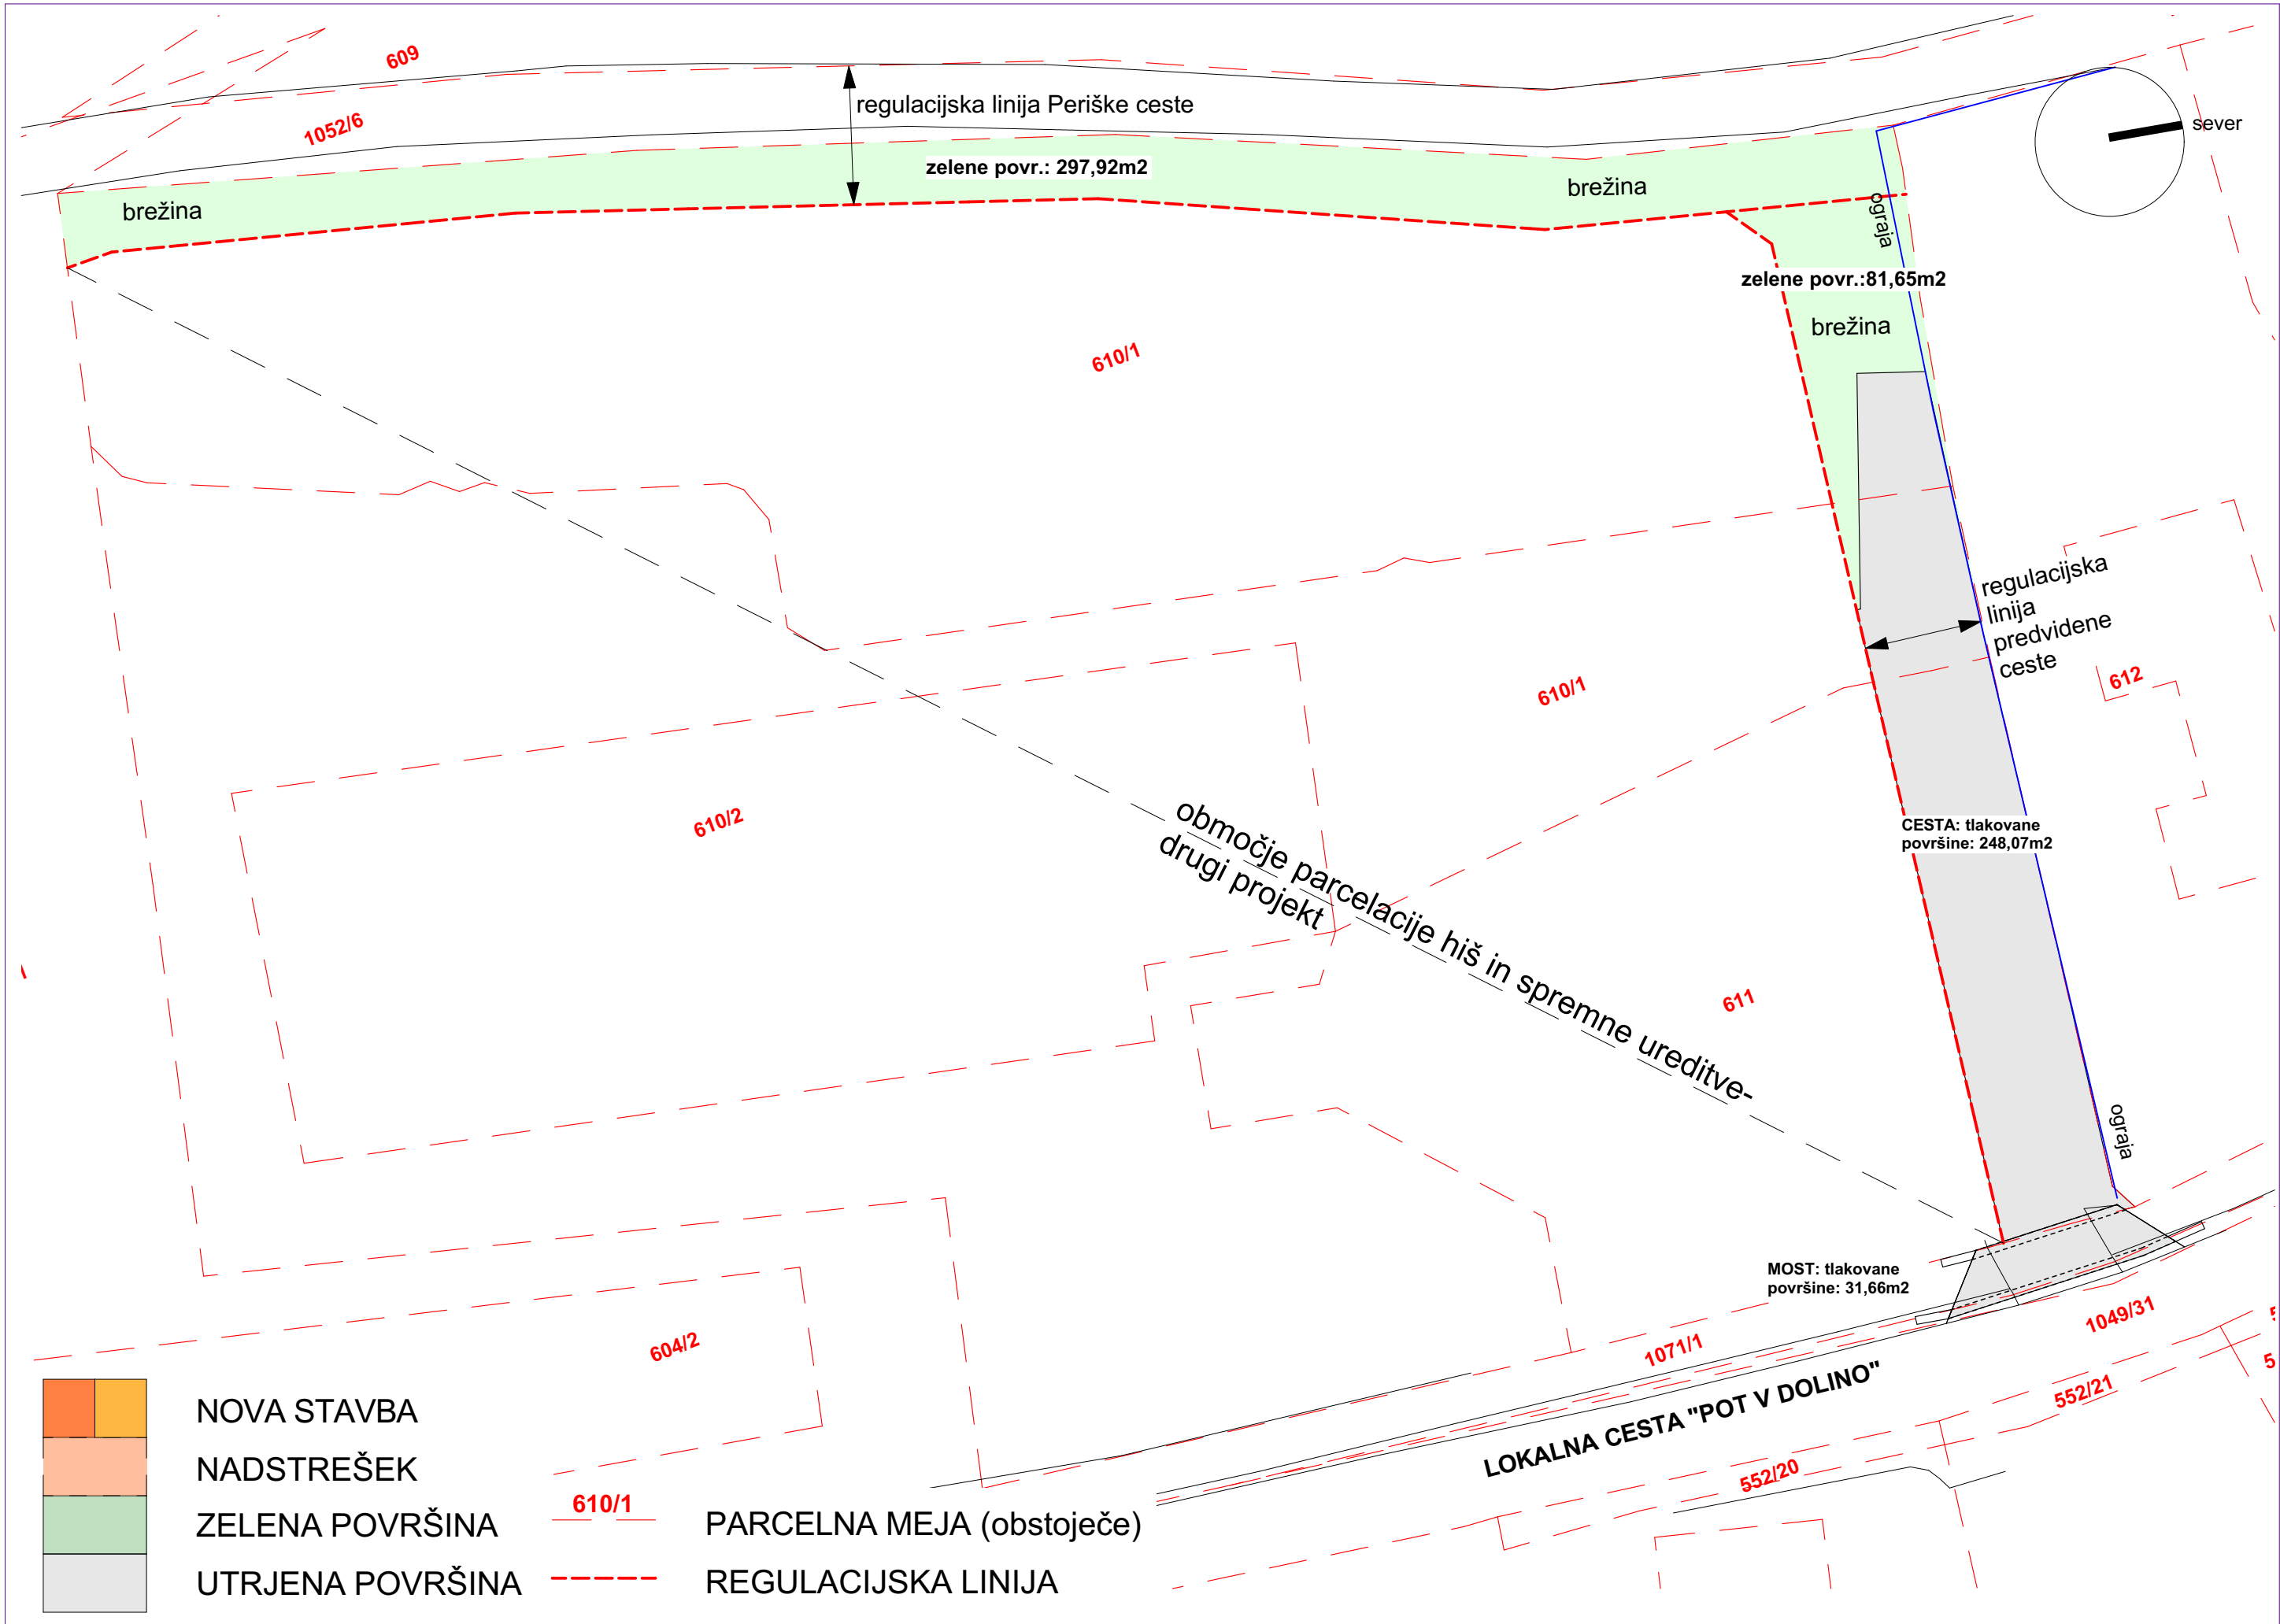 609
1052/6
regulacijska linija Periške ceste
sever
zelene povr.: 297,92m2
brežina
brežina
ograja
zelene povr.:81,65m2
brežina
610/1
regulacijska
linija
predvidene
ceste
612
610/1
610/2
CESTA: tlakovane
površine: 248,07m2
območje parcelacije hiš in spremne ureditve-
drugi projekt
611
ograja
MOST: tlakovane
površine: 31,66m2
1049/31
1071/1
604/2
LOKALNA CESTA "POT V DOLINO"
552/21
552/20
NOVA STAVBA
NADSTREŠEK
ZELENA POVRŠINA
UTRJENA POVRŠINA
610/1
PARCELNA MEJA (obstoječe)
REGULACIJSKA LINIJA